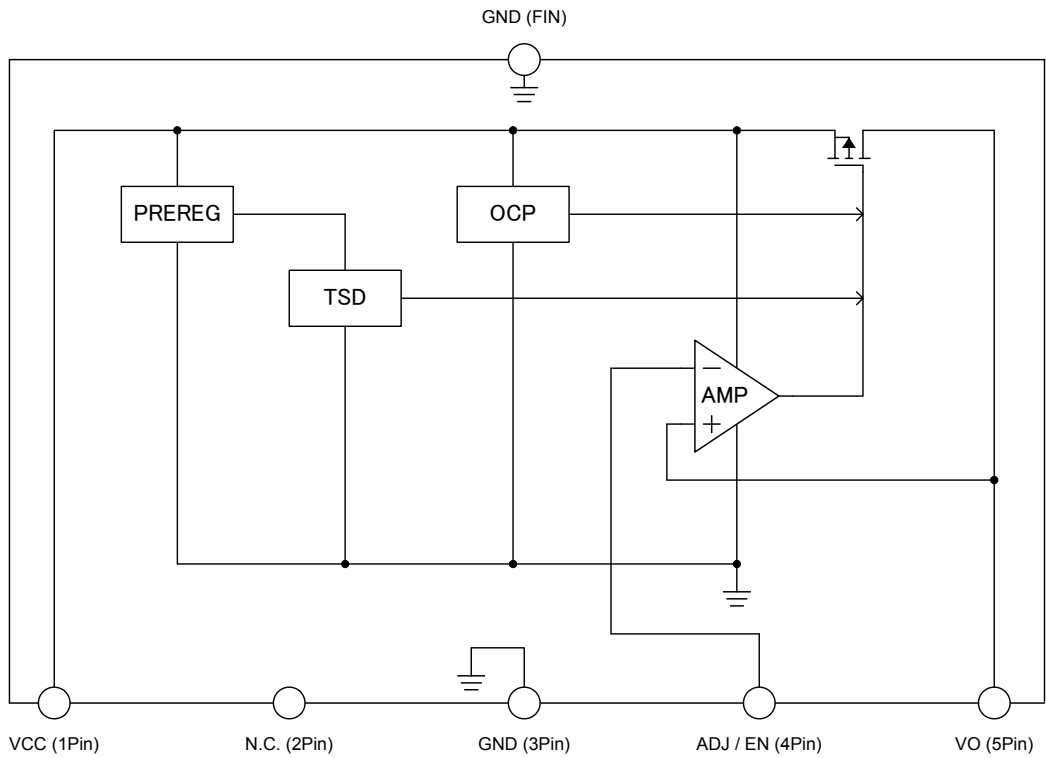 GND (FIN)
PREREG
OCP
TSD
−
AMP
+
VCC (1Pin)
N.C. (2Pin)
GND (3Pin)
ADJ / EN (4Pin)
VO (5Pin)